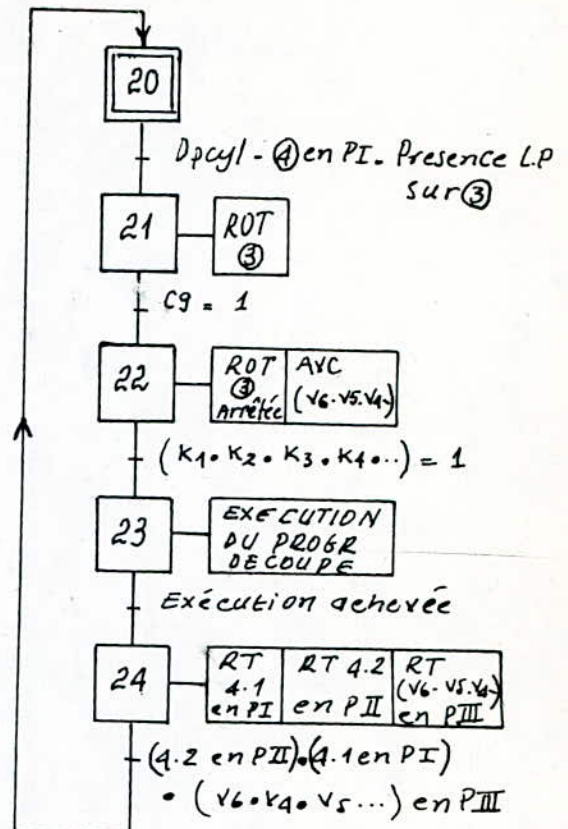 20
Dpcyl - ④ en PI. Presence L.P
sur ③
21
ROT
③
C9 = 1
22
ROT
③
Arrêtée
AVC
(V6. V5. V4.)
(K1 • K2 • K3 • K4 • ..) = 1
23
EXECUTION
DU PROGR
DECOUPE
Exécution achevée
24
RT
4.1
en PI
RT 4.2
en PII
RT
(V6. V5. V4.)
en PIII
(4.2 en PII) • (4.1 en PI)
• (V6 • V4 • V5 ...) en PIII